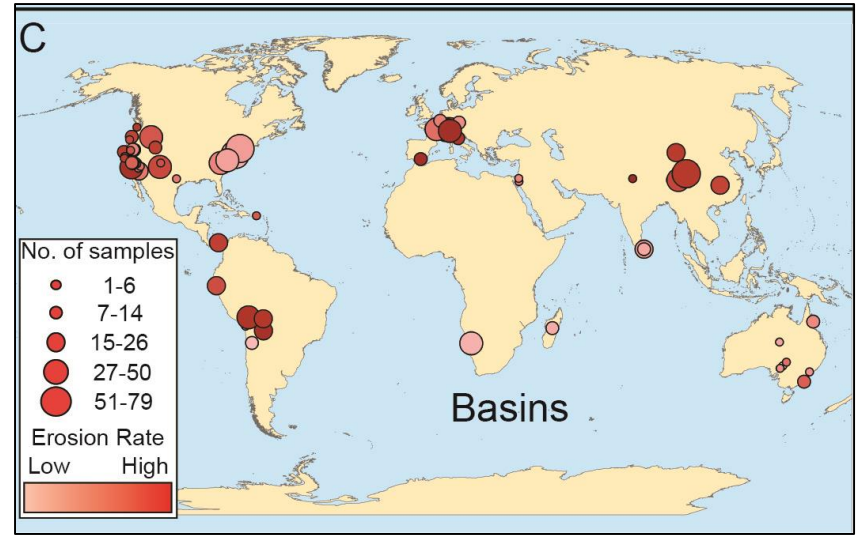 C
No. of samples
1-6
7-14
15-26
27-50
51-79
Erosion Rate
Low High
Basins